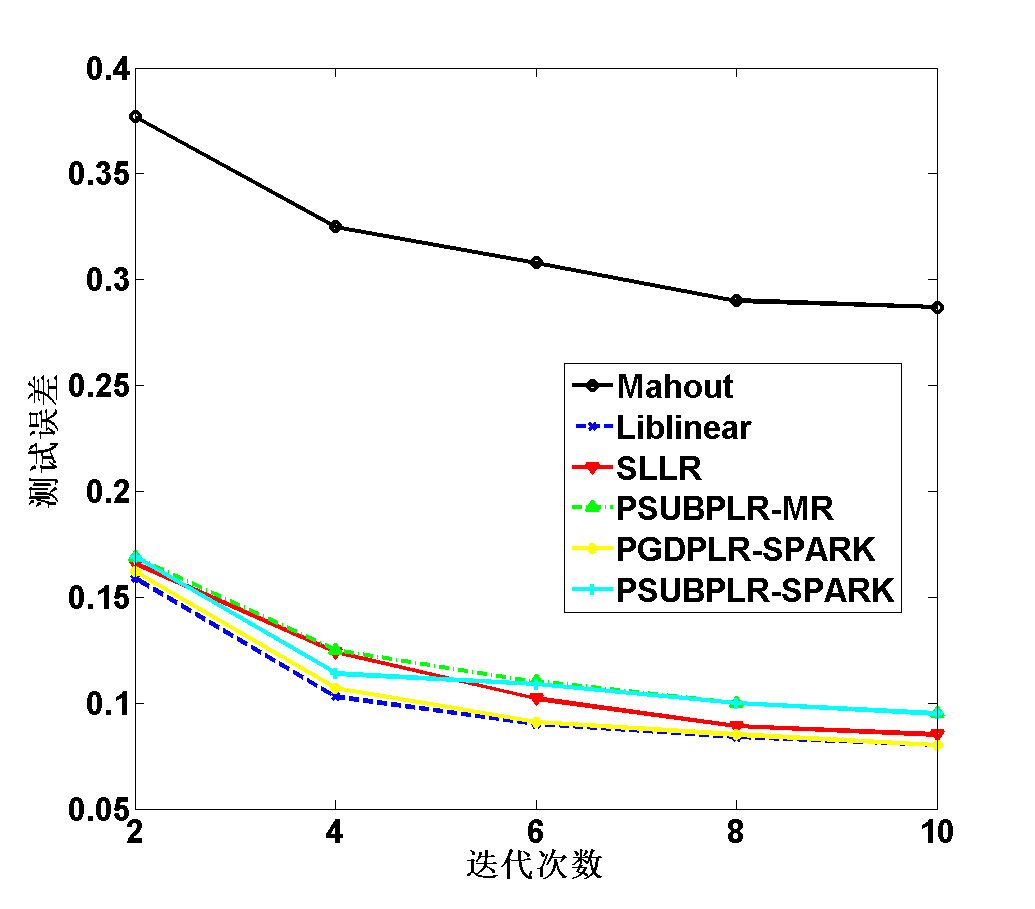 0.4
0.35
0.3
0.25
0.2
0.15
0.1
0.05
测试误差
Mahout
Liblinear
SLLR
PSUBPLR-MR
PGDPLR-SPARK
PSUBPLR-SPARK
2 4 6 8 10
迭代次数